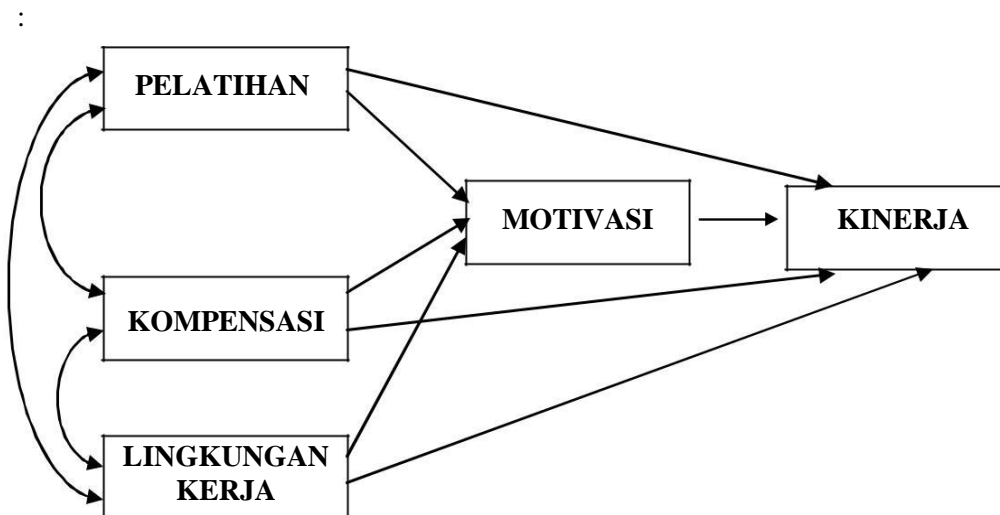 :
PELATIHAN
MOTIVASI
KINERJA
KOMPENSASI
LINGKUNGAN
KERJA